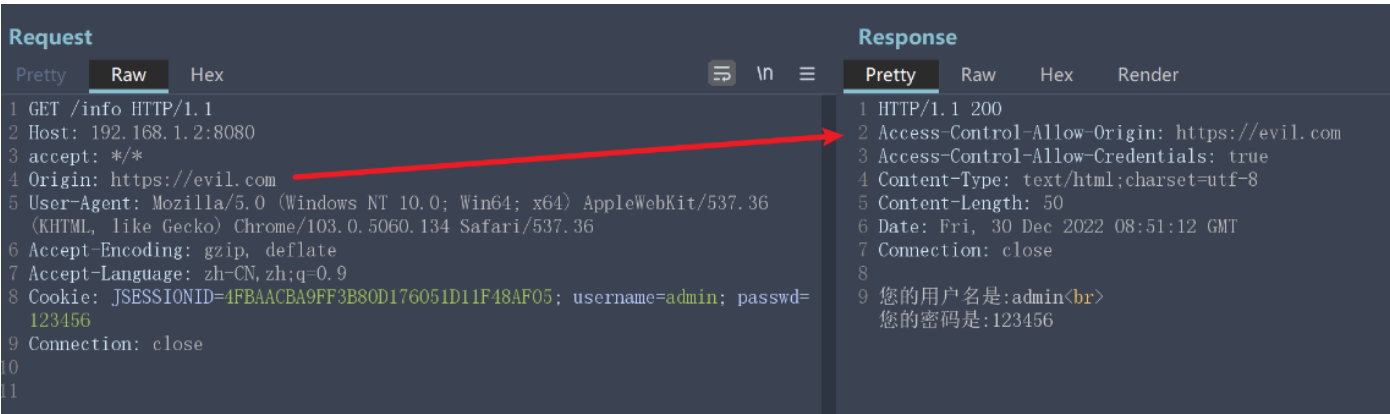 Request
Pretty Raw Hex \n
1 GET /info HTTP/1.1
2 Host: 192.168.1.2:8080
3 accept: */*
4 Origin: https://evil.com
5 User-Agent: Mozilla/5.0 (Windows NT 10.0; Win64; x64) AppleWebKit/537.36
(KHTML, like Gecko) Chrome/103.0.5060.134 Safari/537.36
6 Accept-Encoding: gzip, deflate
7 Accept-Language: zh-CN,zh;q=0.9
8 Cookie: JSESSIONID=4FBAACBA9FF3B80D176051D11F48AF05; username=admin; passwd=
123456
9 Connection: close
10
11
Response
Pretty Raw Hex Render
1 HTTP/1.1 200
2 Access-Control-Allow-Origin: https://evil.com
3 Access-Control-Allow-Credentials: true
4 Content-Type: text/html;charset=utf-8
5 Content-Length: 50
6 Date: Fri, 30 Dec 2022 08:51:12 GMT
7 Connection: close
8
9 您的用户名是:admin<br>
您的密码是:123456